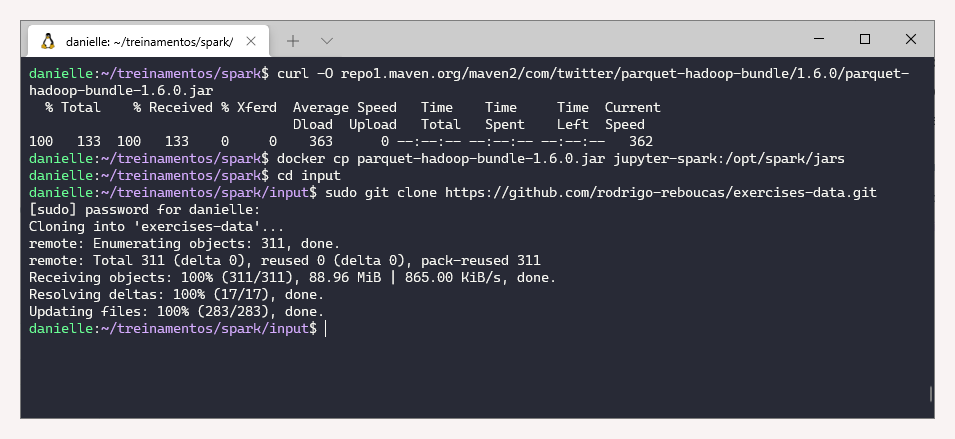 danielle: ~/treinamentos/spark/
danielle:~/treinamentos/spark$ curl -O repo1.maven.org/maven2/com/twitter/parquet-hadoop-bundle/1.6.0/parquet-
hadoop-bundle-1.6.0.jar
  % Total    % Received % Xferd  Average Speed   Time    Time     Time  Current
                                 Dload  Upload   Total   Spent    Left  Speed
100   133  100   133    0     0    363      0 --:--:-- --:--:-- --:--:--   362
danielle:~/treinamentos/spark$ docker cp parquet-hadoop-bundle-1.6.0.jar jupyter-spark:/opt/spark/jars
danielle:~/treinamentos/spark$ cd input
danielle:~/treinamentos/spark/input$ sudo git clone https://github.com/rodrigo-reboucas/exercises-data.git
[sudo] password for danielle:
Cloning into 'exercises-data'...
remote: Enumerating objects: 311, done.
remote: Total 311 (delta 0), reused 0 (delta 0), pack-reused 311
Receiving objects: 100% (311/311), 88.96 MiB | 865.00 KiB/s, done.
Resolving deltas: 100% (17/17), done.
Updating files: 100% (283/283), done.
danielle:~/treinamentos/spark/input$